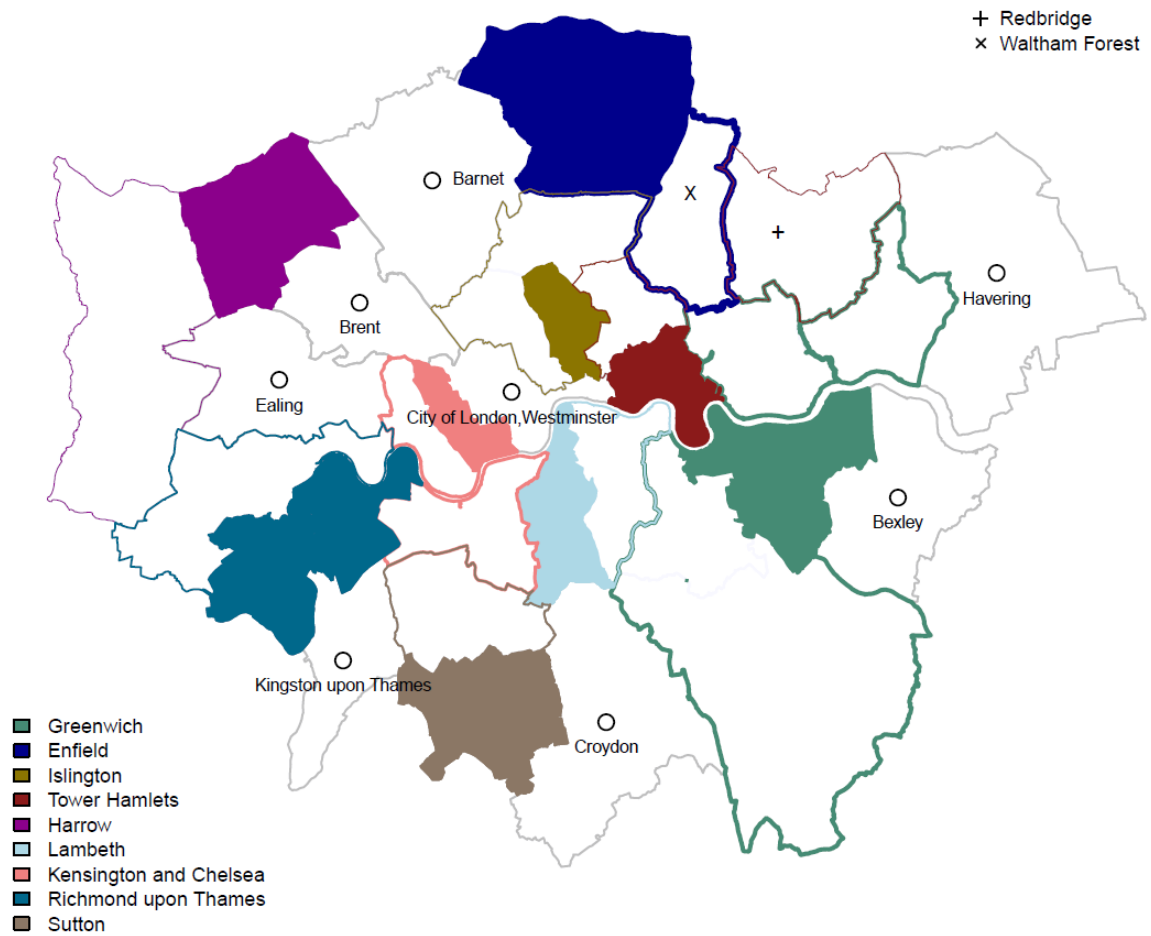 + Redbridge
× Waltham Forest
Barnet
X
+
Havering
Brent
Ealing
City of London,Westminster
Bexley
Kingston upon Thames
Croydon
Greenwich
Enfield
Islington
Tower Hamlets
Harrow
Lambeth
Kensington and Chelsea
Richmond upon Thames
Sutton